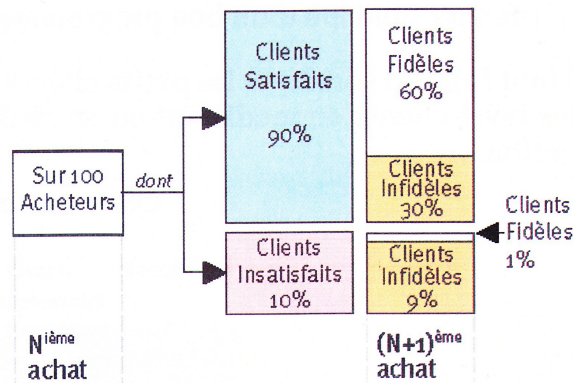 Sur 100
Acheteurs
dont
Clients
Satisfaits
90%
Clients
Insatisfaits
10%
Clients
Fidèles
60%
Clients
Infidèles
30%
Clients
Infidèles
9%
Clients
Fidèles
1%
Nième
achat
(N+1)ème
achat